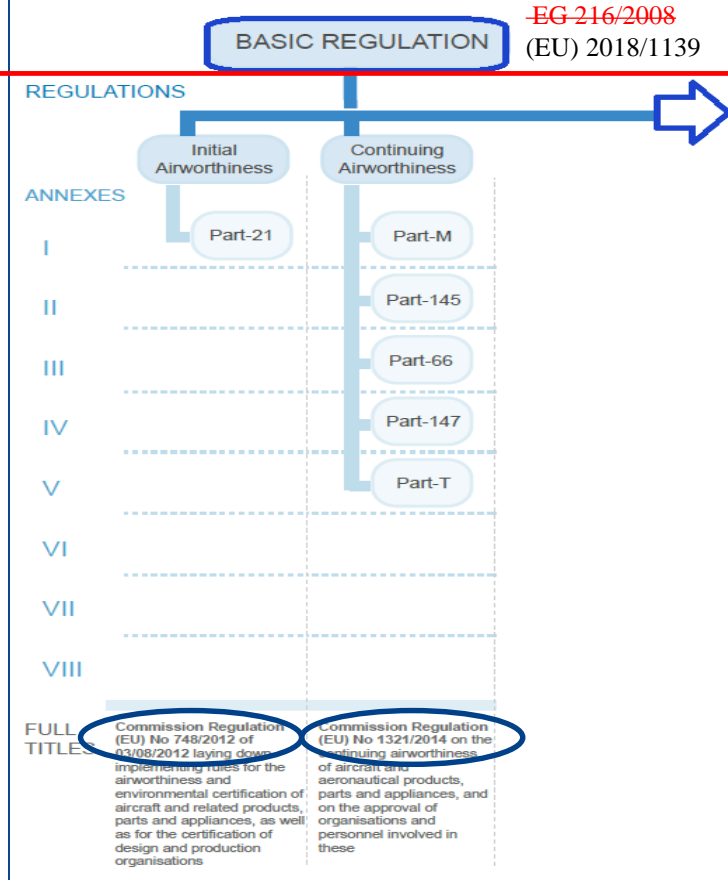 EG 216/2008
BASIC REGULATION
(EU) 2018/1139
REGULATIONS
Initial
Airworthiness
Continuing
Airworthiness
ANNEXES
I
Part-21
Part-M
II
Part-145
III
Part-66
IV
Part-147
V
Part-T
VI
VII
VIII
FULL
TITLES
Commission Regulation
(EU) No 748/2012 of
03/08/2012 laying down
implementing rules for the
airworthiness and
environmental certification of
aircraft and related products,
parts and appliances, as well
as for the certification of
design and production
organisations
Commission Regulation
(EU) No 1321/2014 on the
continuing airworthiness
of aircraft and
aeronautical products,
parts and appliances, and
on the approval of
organisations and
personnel involved in
these